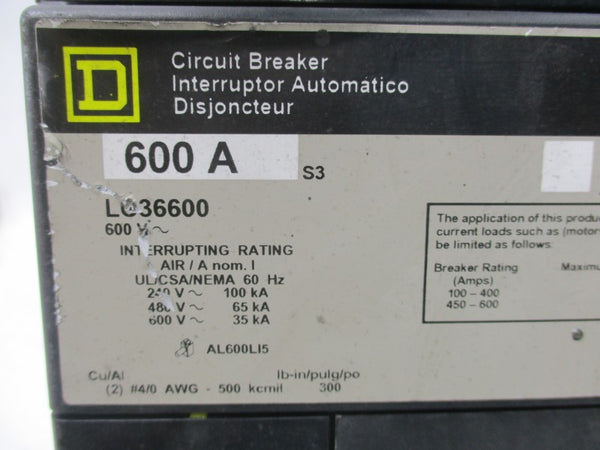 D
Circuit Breaker
Interruptor Automático
Disjoncteur
600 A
S3
LC36600
600 V~
INTERRUPTING RATING
AIR / A nom. I
UL/CSA/NEMA 60 Hz
240 V ~ 100 kA
480 V ~ 65 kA
600 V ~ 35 kA
AL600LI5
Cu/Al lb-in/pulg/po
(2) #4/0 AWG - 500 kcmil 300
The application of this produ
current loads such as (motors
be limited as follows:
Breaker Rating Maximu
(Amps)
100 – 400
450 – 600